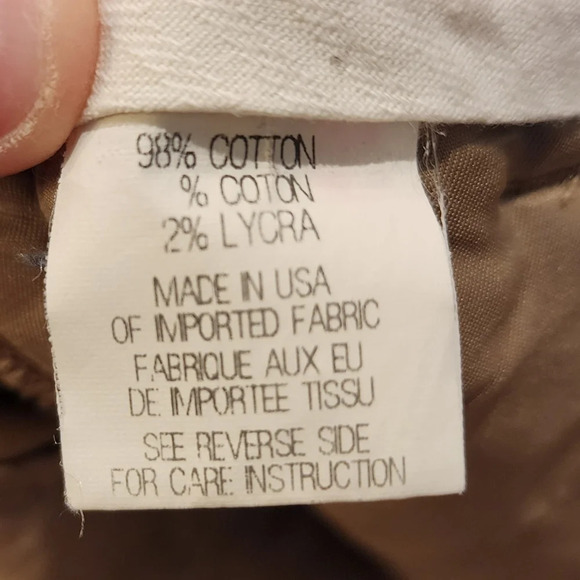 98% COTTON
% COTON
2% LYCRA
MADE IN USA
OF IMPORTED FABRIC
FABRIQUE AUX EU
DE IMPORTEE TISSU
SEE REVERSE SIDE
FOR CARE INSTRUCTION